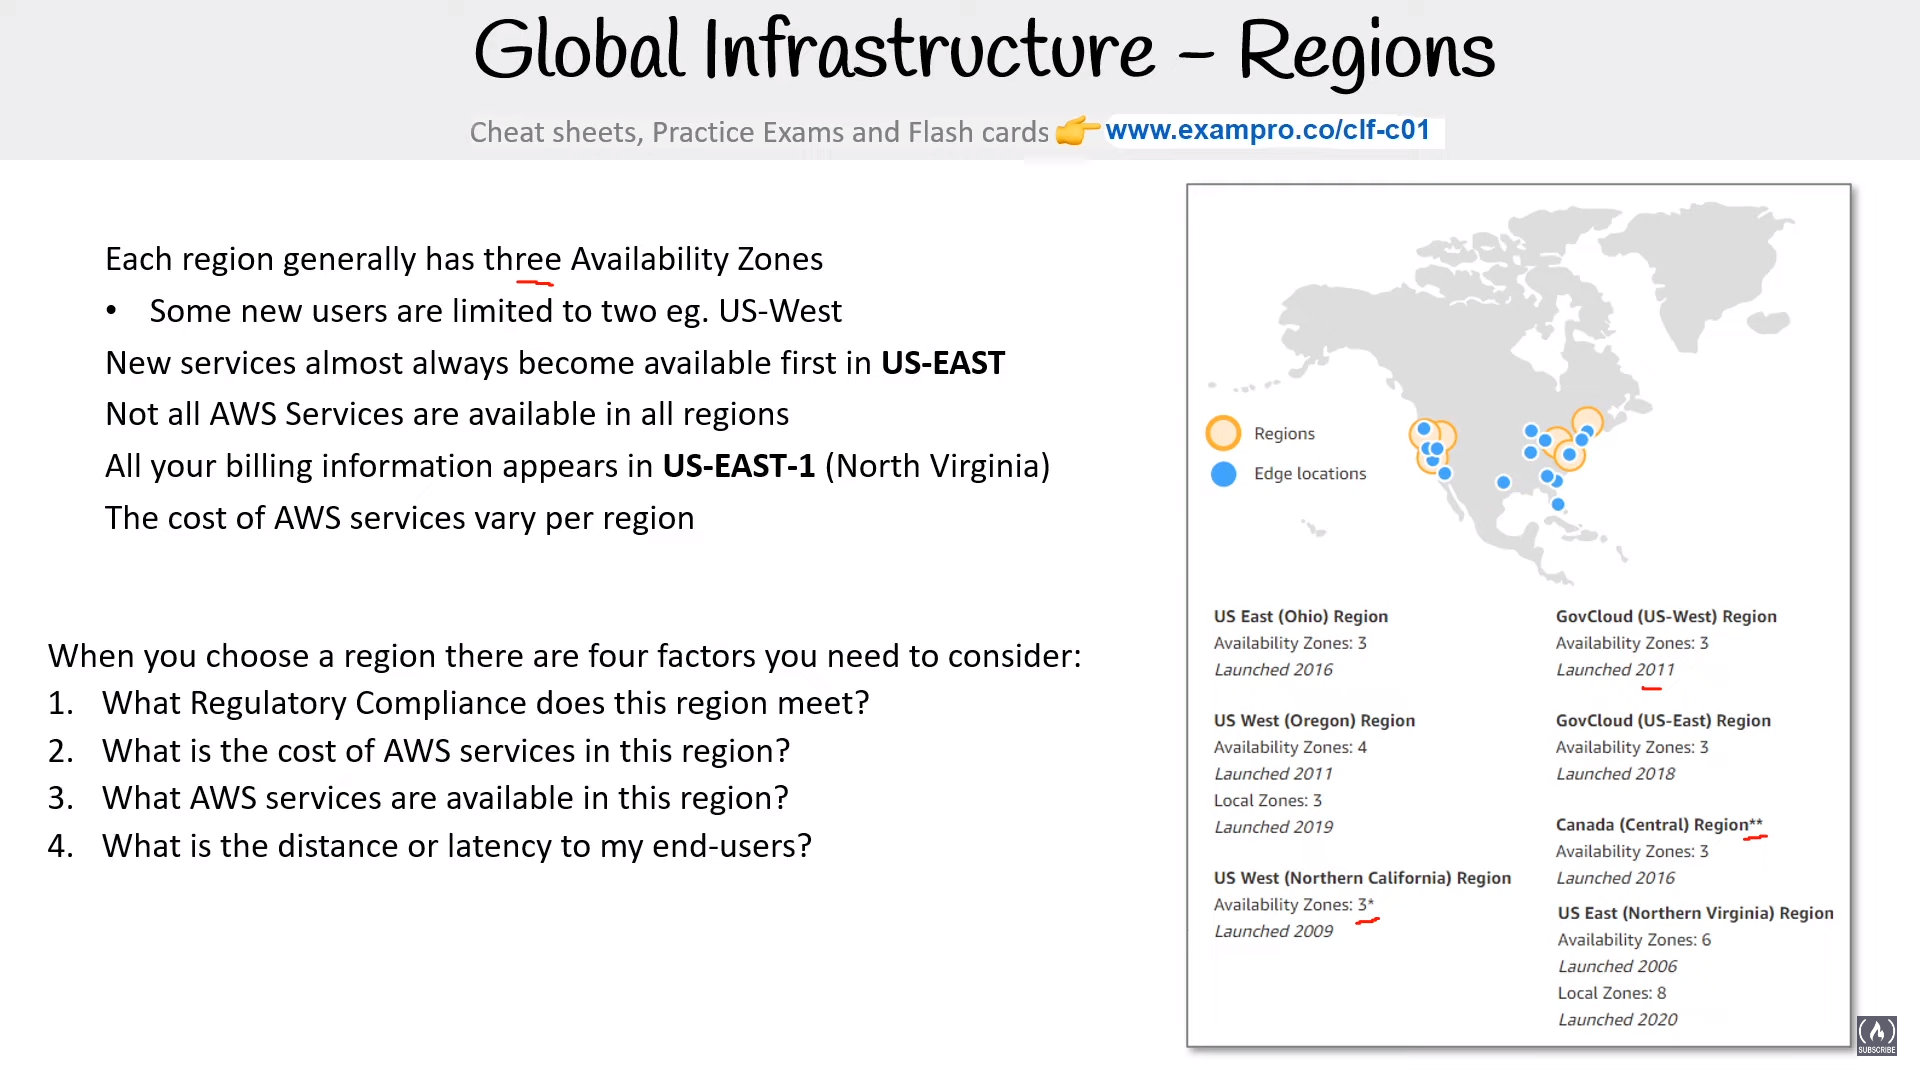 Global Infrastructure – Regions
Cheat sheets, Practice Exams and Flash cards 👉 www.exampro.co/clf-c01
Each region generally has three Availability Zones
• Some new users are limited to two eg. US-West
New services almost always become available first in US-EAST
Not all AWS Services are available in all regions
All your billing information appears in US-EAST-1 (North Virginia)
The cost of AWS services vary per region
When you choose a region there are four factors you need to consider:
1. What Regulatory Compliance does this region meet?
2. What is the cost of AWS services in this region?
3. What AWS services are available in this region?
4. What is the distance or latency to my end-users?
Regions
Edge locations
US East (Ohio) Region
Availability Zones: 3
Launched 2016
US West (Oregon) Region
Availability Zones: 4
Launched 2011
Local Zones: 3
Launched 2019
US West (Northern California) Region
Availability Zones: 3*
Launched 2009
GovCloud (US-West) Region
Availability Zones: 3
Launched 2011
GovCloud (US-East) Region
Availability Zones: 3
Launched 2018
Canada (Central) Region**
Availability Zones: 3
Launched 2016
US East (Northern Virginia) Region
Availability Zones: 6
Launched 2006
Local Zones: 8
Launched 2020
SUBSCRIBE